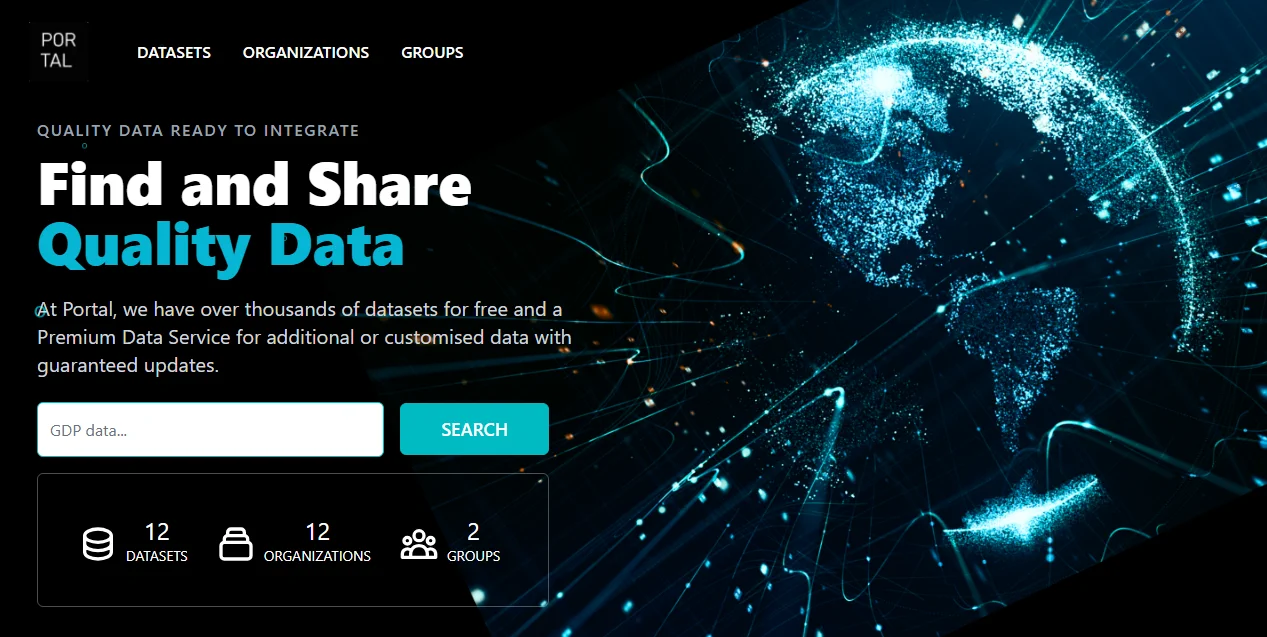 POR
TAL
DATASETS ORGANIZATIONS GROUPS
QUALITY DATA READY TO INTEGRATE
Find and Share
Quality Data
At Portal, we have over thousands of datasets for free and a
Premium Data Service for additional or customised data with
guaranteed updates.
GDP data...
SEARCH
12
DATASETS
12
ORGANIZATIONS
2
GROUPS